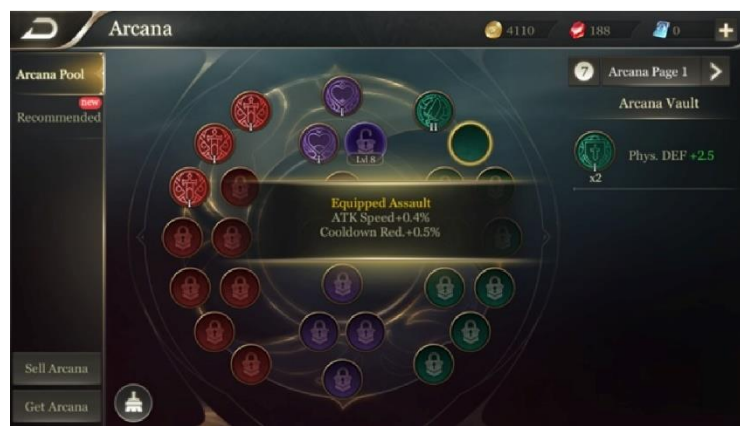 Arcana
4110
188
0
Arcana Pool
new
Recommended
7
Arcana Page 1
Arcana Vault
I
I
II
I
I
I
Lvl 8
I
Phys. DEF +2.5
I
x2
Equipped Assault
ATK Speed+0.4%
Cooldown Red.+0.5%
Sell Arcana
Get Arcana